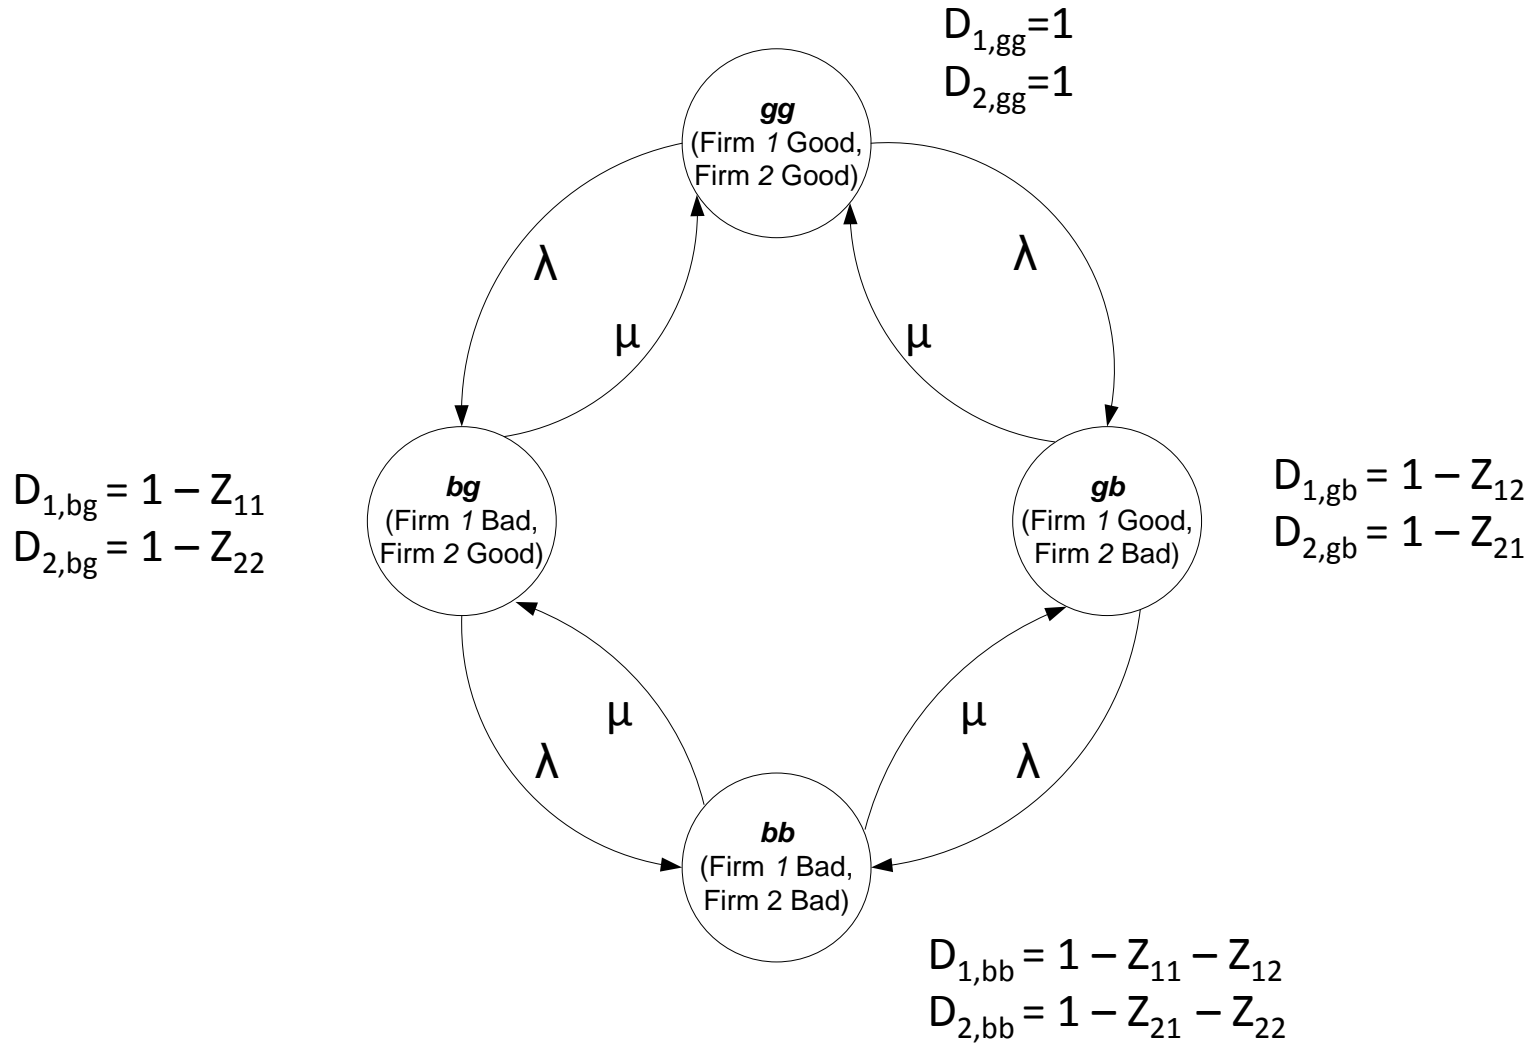 D1,gg=1
D2,gg=1
gg
(Firm 1 Good,
Firm 2 Good)
λ
λ
μ
μ
D1,bg = 1 – Z11
D2,bg = 1 – Z22
bg
(Firm 1 Bad,
Firm 2 Good)
gb
(Firm 1 Good,
Firm 2 Bad)
D1,gb = 1 – Z12
D2,gb = 1 – Z21
μ
μ
λ
λ
bb
(Firm 1 Bad,
Firm 2 Bad)
D1,bb = 1 – Z11 – Z12
D2,bb = 1 – Z21 – Z22